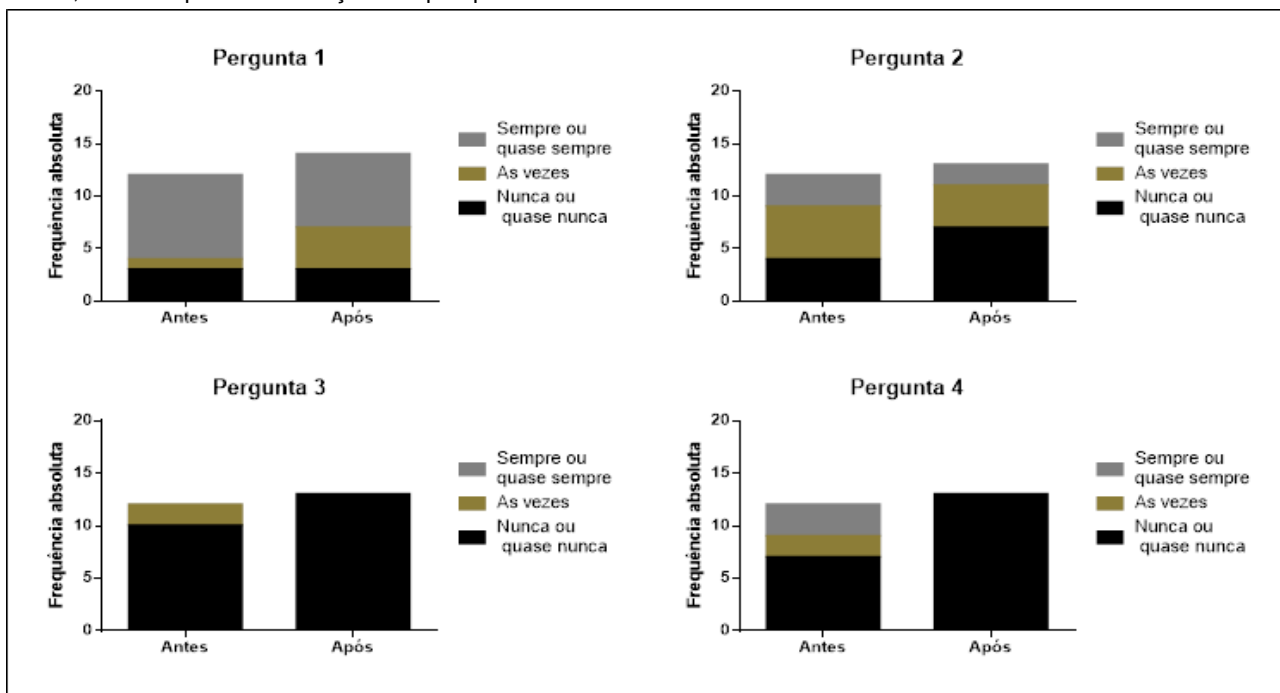 Pergunta 1
Frequência absoluta
20
15
10
5
0
Antes
Após
Sempre ou
quase sempre
As vezes
Nunca ou
quase nunca
Pergunta 2
Frequência absoluta
20
15
10
5
0
Antes
Após
Sempre ou
quase sempre
As vezes
Nunca ou
quase nunca
Pergunta 3
Frequência absoluta
20
15
10
5
0
Antes
Após
Sempre ou
quase sempre
As vezes
Nunca ou
quase nunca
Pergunta 4
Frequência absoluta
20
15
10
5
0
Antes
Após
Sempre ou
quase sempre
As vezes
Nunca ou
quase nunca